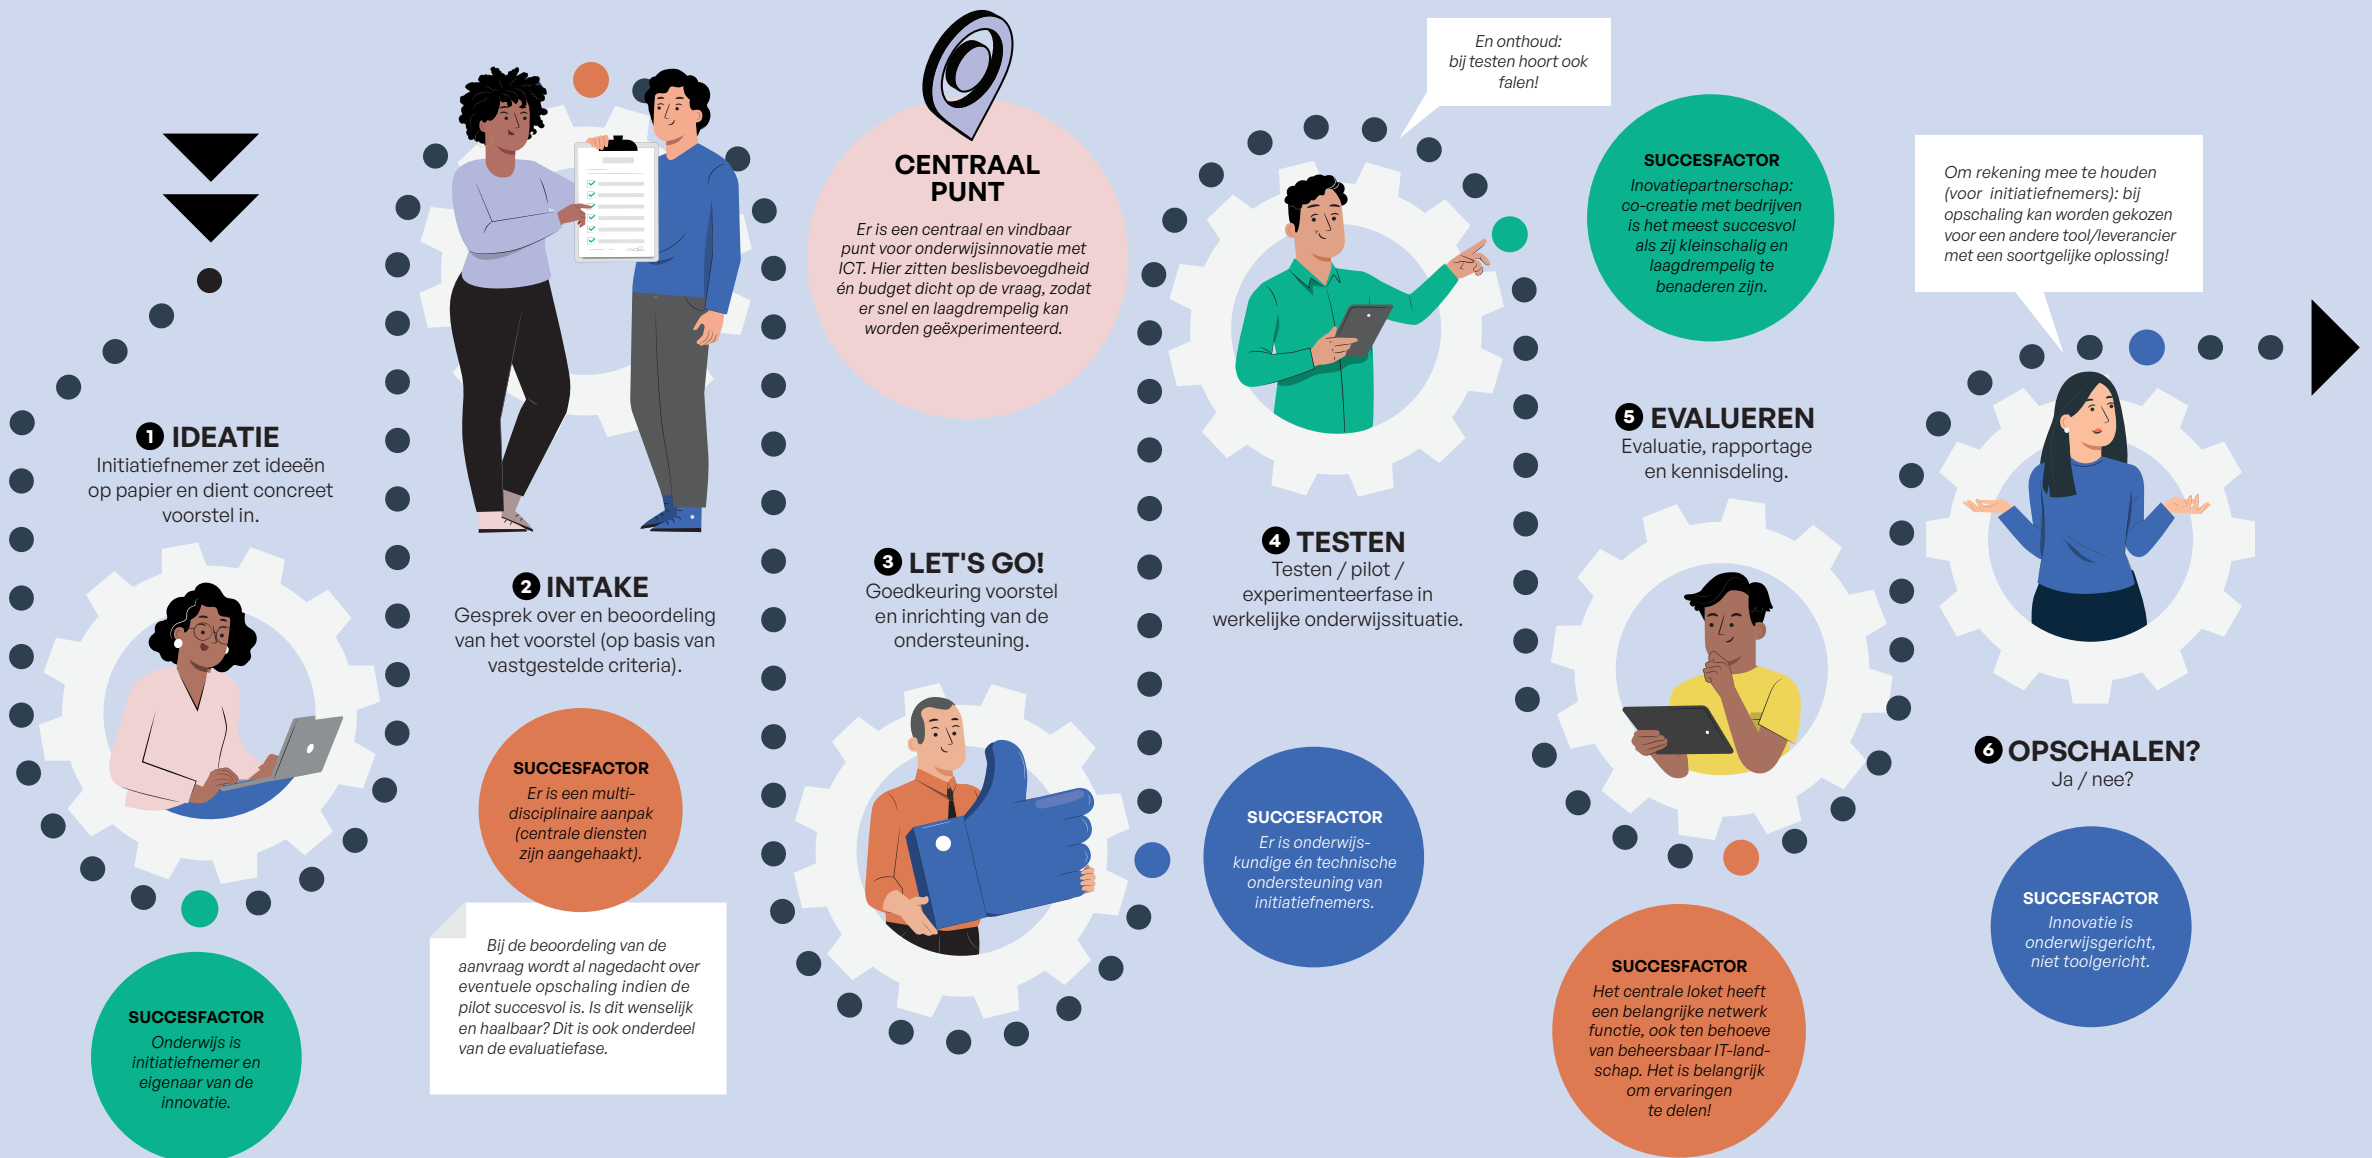 1 IDEATIE
Initiatiefnemer zet ideeën
op papier en dient concreet
voorstel in.
SUCCESFACTOR
Onderwijs is
initiatiefnemer en
eigenaar van de
innovatie.
2 INTAKE
Gesprek over en beoordeling
van het voorstel (op basis van
vastgestelde criteria).
SUCCESFACTOR
Er is een multi-
disciplinaire aanpak
(centrale diensten
zijn aangehaakt).
Bij de beoordeling van de
aanvraag wordt al nagedacht over
eventuele opschaling indien de
pilot succesvol is. Is dit wenselijk
en haalbaar? Dit is ook onderdeel
van de evaluatiefase.
CENTRAAL
PUNT
Er is een centraal en vindbaar
punt voor onderwijsinnovatie met
ICT. Hier zitten beslisbevoegdheid
én budget dicht op de vraag, zodat
er snel en laagdrempelig kan
worden geëxperimenteerd.
3 LET'S GO!
Goedkeuring voorstel
en inrichting van de
ondersteuning.
En onthoud:
bij testen hoort ook
falen!
4 TESTEN
Testen / pilot /
experimenteerfase in
werkelijke onderwijssituatie.
SUCCESFACTOR
Er is onderwijs-
kundige én technische
ondersteuning van
initiatiefnemers.
SUCCESFACTOR
Inovatiepartnerschap:
co-creatie met bedrijven
is het meest succesvol
als zij kleinschalig en
laagdrempelig te
benaderen zijn.
5 EVALUEREN
Evaluatie, rapportage
en kennisdeling.
SUCCESFACTOR
Het centrale loket heeft
een belangrijke netwerk
functie, ook ten behoeve
van beheersbaar IT-land-
schap. Het is belangrijk
om ervaringen
te delen!
Om rekening mee te houden
(voor initiatiefnemers): bij
opschaling kan worden gekozen
voor een andere tool/leverancier
met een soortgelijke oplossing!
6 OPSCHALEN?
Ja / nee?
SUCCESFACTOR
Innovatie is
onderwijsgericht,
niet toolgericht.